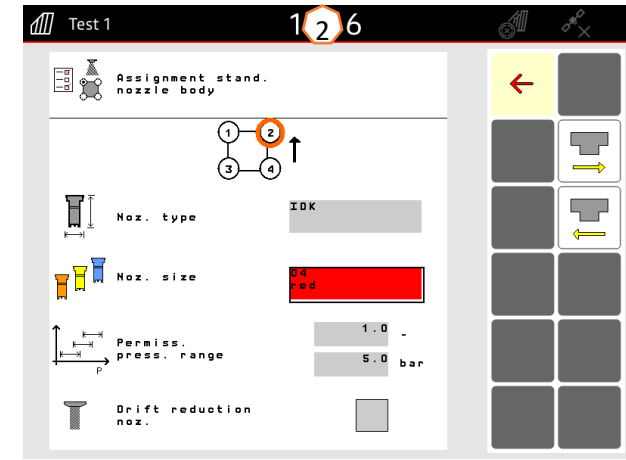 Test 1
1 2 6
Assignment stand.
nozzle body
1 2
3 4
Noz. type
IDK
Noz. size
04
red
Permiss.
press. range
1.0 -
5.0 bar
P
Drift reduction
noz.